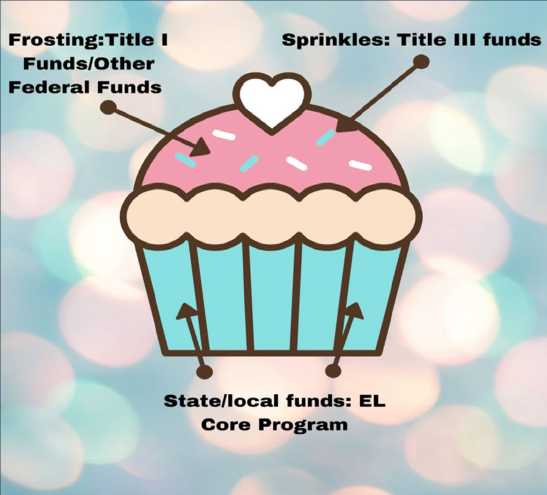 Frosting:Title I
Funds/Other
Federal Funds
Sprinkles: Title III funds
State/local funds: EL
Core Program